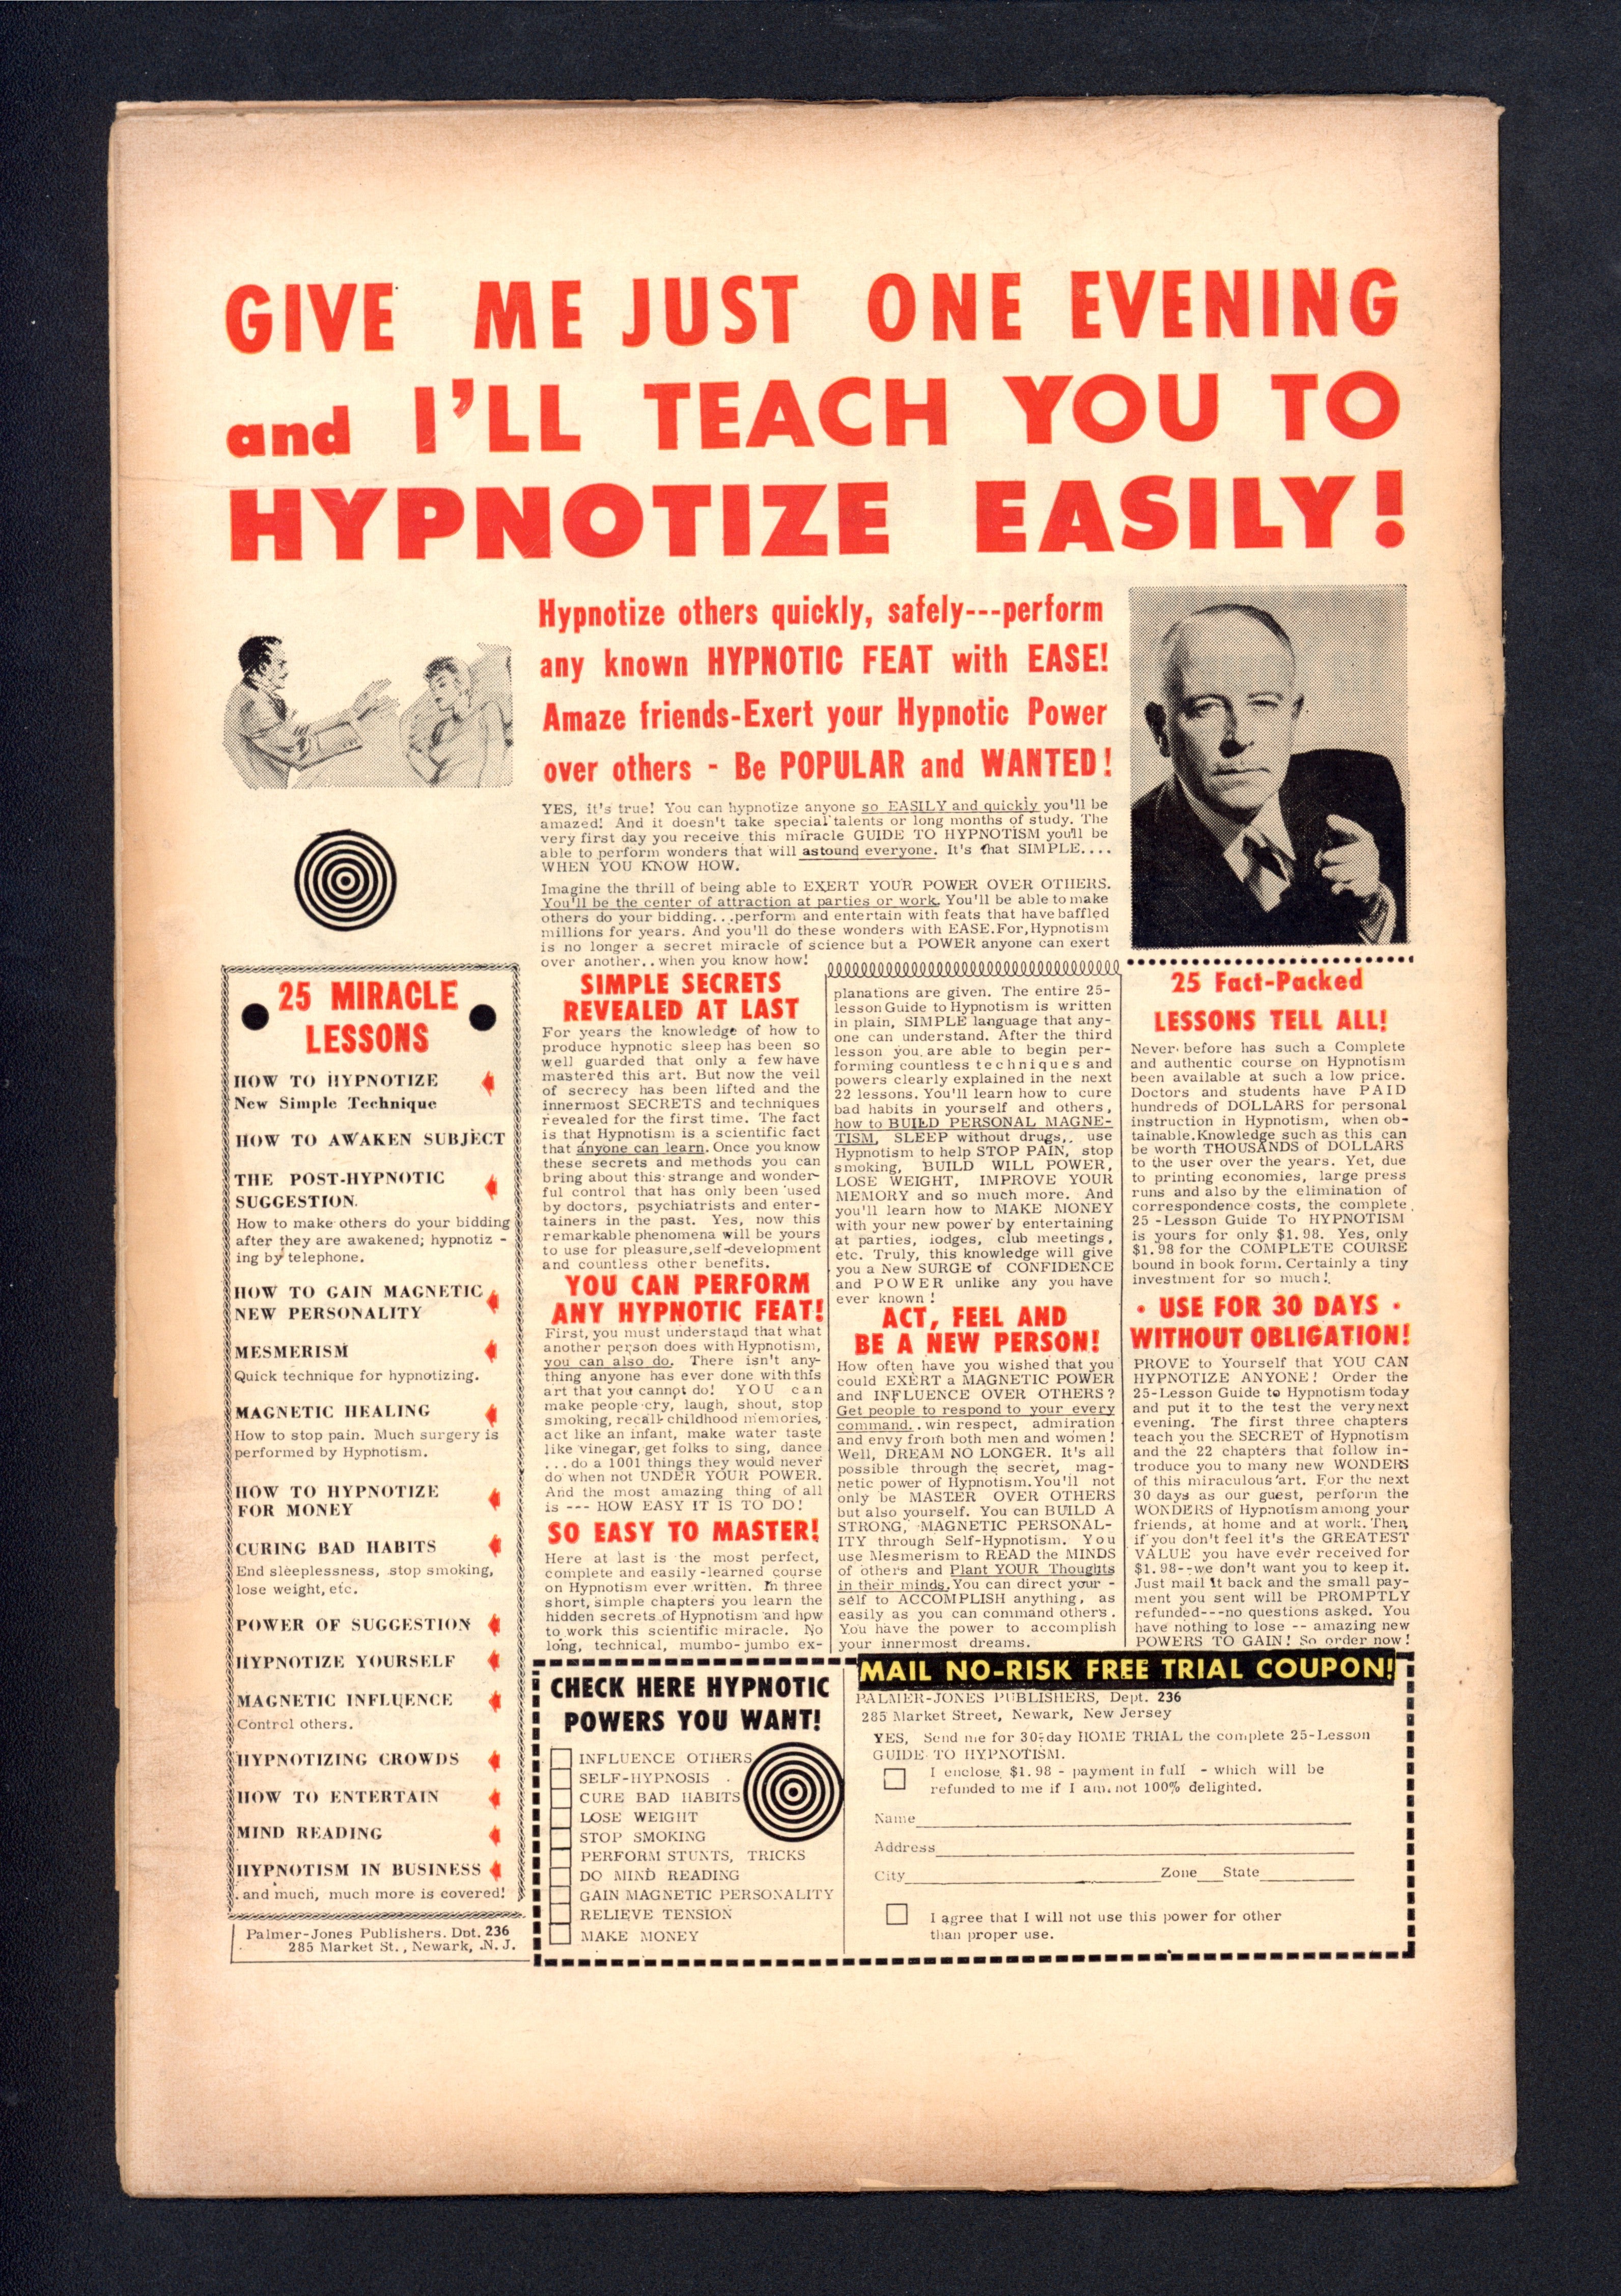 GIVE ME JUST ONE EVENING
and I'LL TEACH YOU TO
HYPNOTIZE EASILY!
Hypnotize others quickly, safely---perform
any known HYPNOTIC FEAT with EASE!
Amaze friends-Exert your Hypnotic Power
over others - Be POPULAR and WANTED!
YES, it's true! You can hypnotize anyone so EASILY and quickly you'll be
amazed! And it doesn't take special talents or long months of study. The
very first day you receive this miracle GUIDE TO HYPNOTISM you'll be
able to perform wonders that will astound everyone. It's that SIMPLE....
WHEN YOU KNOW HOW.
Imagine the thrill of being able to EXERT YOUR POWER OVER OTHERS.
You'll be the center of attraction at parties or work. You'll be able to make
others do your bidding...perform and entertain with feats that have baffled
millions for years. And you'll do these wonders with EASE. For, Hypnotism
is no longer a secret miracle of science but a POWER anyone can exert
over another.. when you know how!
25 MIRACLE
LESSONS
HOW TO HYPNOTIZE
New Simple Technique
HOW TO AWAKEN SUBJECT
THE POST-HYPNOTIC
SUGGESTION.
How to make others do your bidding
after they are awakened; hypnotiz -
ing by telephone.
HOW TO GAIN MAGNETIC
NEW PERSONALITY
MESMERISM
Quick technique for hypnotizing.
MAGNETIC HEALING
How to stop pain. Much surgery is
performed by Hyphotism.
HOW TO HYPNOTIZE
FOR MONEY
CURING BAD HABITS
End sleeplessness, stop smoking,
lose weight, etc.
POWER OF SUGGESTION
HYPNOTIZE YOURSELF
MAGNETIC INFLUENCE
Control others.
HYPNOTIZING CROWDS
HOW TO ENTERTAIN
MIND READING
HYPNOTISM IN BUSINESS
. and much, much more is covered!
Palmer-Jones Publishers. Dpt. 236
285 Market St., Newark, N. J.
SIMPLE SECRETS
REVEALED AT LAST
For years the knowledge of how to
produce hypnotic sleep has been so
well guarded that only a few have
mastered this art. But now the veil
of secrecy has been lifted and the
innermost SECRETS and techniques
revealed for the first time. The fact
is that Hypnotism is a scientific fact
that anyone can learn. Once you know
these secrets and methods you can
bring about this strange and wonder-
ful control that has only been used
by doctors, psychiatrists and enter-
tainers in the past. Yes, now this
remarkable phenomena will be yours
to use for pleasure, self-development
and countless other benefits.
YOU CAN PERFORM
ANY HYPNOTIC FEAT!
First, you must understand that what
another person does with Hypnotism,
you can also do. There isn't any-
thing anyone has ever done with this
art that you cannot do! YOU can
make people cry, laugh, shout, stop
smoking, recall childhood memories,
act like an infant, make water taste
like vinegar, get folks to sing, dance
...do a 1001 things they would never
do when not UNDER YOUR POWER.
And the most amazing thing of all
is --- HOW EASY IT IS TO DO!
SO EASY TO MASTER!
Here at last is the most perfect,
complete and easily-learned course
on Hypnotism ever written. In three
short, simple chapters you learn the
hidden secrets of Hypnotism and how
to work this scientific miracle. No
long, technical, mumbo-jumbo ex-
planations are given. The entire 25-
lesson Guide to Hypnotism is written
in plain, SIMPLE language that any-
one can understand. After the third
lesson you are able to begin per-
forming countless techniques and
powers clearly explained in the next
22 lessons. You'll learn how to cure
bad habits in yourself and others,
how to BUILD PERSONAL MAGNE-
TISM, SLEEP without drugs,. use
Hypnotism to help STOP PAIN, stop
smoking, BUILD WILL POWER,
LOSE WEIGHT, IMPROVE YOUR
MEMORY and so much more. And
you'll learn how to MAKE MONEY
with your new power by entertaining
at parties, lodges, club meetings,
etc. Truly, this knowledge will give
you a New SURGE of CONFIDENCE
and POWER unlike any you have
ever known!
ACT, FEEL AND
BE A NEW PERSON!
How often have you wished that you
could EXERT a MAGNETIC POWER
and INFLUENCE OVER OTHERS?
Get people to respond to your every
command.. win respect, admiration
and envy from both men and women!
Well, DREAM NO LONGER. It's all
possible through the secret, mag-
netic power of Hypnotism. You'll not
only be MASTER OVER OTHERS
but also yourself. You can BUILD A
STRONG, MAGNETIC PERSONAL-
ITY through Self-Hypnotism. You
use Mesmerism to READ the MINDS
of others and Plant YOUR Thoughts
in their minds. You can direct your -
self to ACCOMPLISH anything, as
easily as you can command others.
You have the power to accomplish
your innermost dreams.
25 Fact-Packed
LESSONS TELL ALL!
Never before has such a Complete
and authentic course on Hypnotism
been available at such a low price.
Doctors and students have PAID
hundreds of DOLLARS for personal
instruction in Hypnotism, when ob-
tainable. Knowledge such as this can
be worth THOUSANDS of DOLLARS
to the user over the years. Yet, due
to printing economies, large press
runs and also by the elimination of
correspondence costs, the complete
25 -Lesson Guide To HYPNOTISM
is yours for only $1.98. Yes, only
$1.98 for the COMPLETE COURSE
bound in book form. Certainly a tiny
investment for so much!
• USE FOR 30 DAYS •
WITHOUT OBLIGATION!
PROVE to Yourself that YOU CAN
HYPNOTIZE ANYONE! Order the
25-Lesson Guide to Hypnotism today
and put it to the test the very next
evening. The first three chapters
teach you the SECRET of Hypnotism
and the 22 chapters that follow in-
troduce you to many new WONDERS
of this miraculous art. For the next
30 days as our guest, perform the
WONDERS of Hypnotism among your
friends, at home and at work. Then,
if you don't feel it's the GREATEST
VALUE you have ever received for
$1.98--we don't want you to keep it.
Just mail it back and the small pay-
ment you sent will be PROMPTLY
refunded---no questions asked. You
have nothing to lose -- amazing new
POWERS TO GAIN! So order now!
CHECK HERE HYPNOTIC
POWERS YOU WANT!
INFLUENCE OTHERS
SELF-HYPNOSIS
CURE BAD HABITS
LOSE WEIGHT
STOP SMOKING
PERFORM STUNTS, TRICKS
DO MIND READING
GAIN MAGNETIC PERSONALITY
RELIEVE TENSION
MAKE MONEY
MAIL NO-RISK FREE TRIAL COUPON!
PALMER-JONES PUBLISHERS, Dept. 236
285 Market Street, Newark, New Jersey
YES, Send me for 30-day HOME TRIAL the complete 25-Lesson
GUIDE TO HYPNOTISM.
I enclose $1.98 - payment in full - which will be
refunded to me if I am not 100% delighted.
Name
Address
City Zone State
I agree that I will not use this power for other
than proper use.